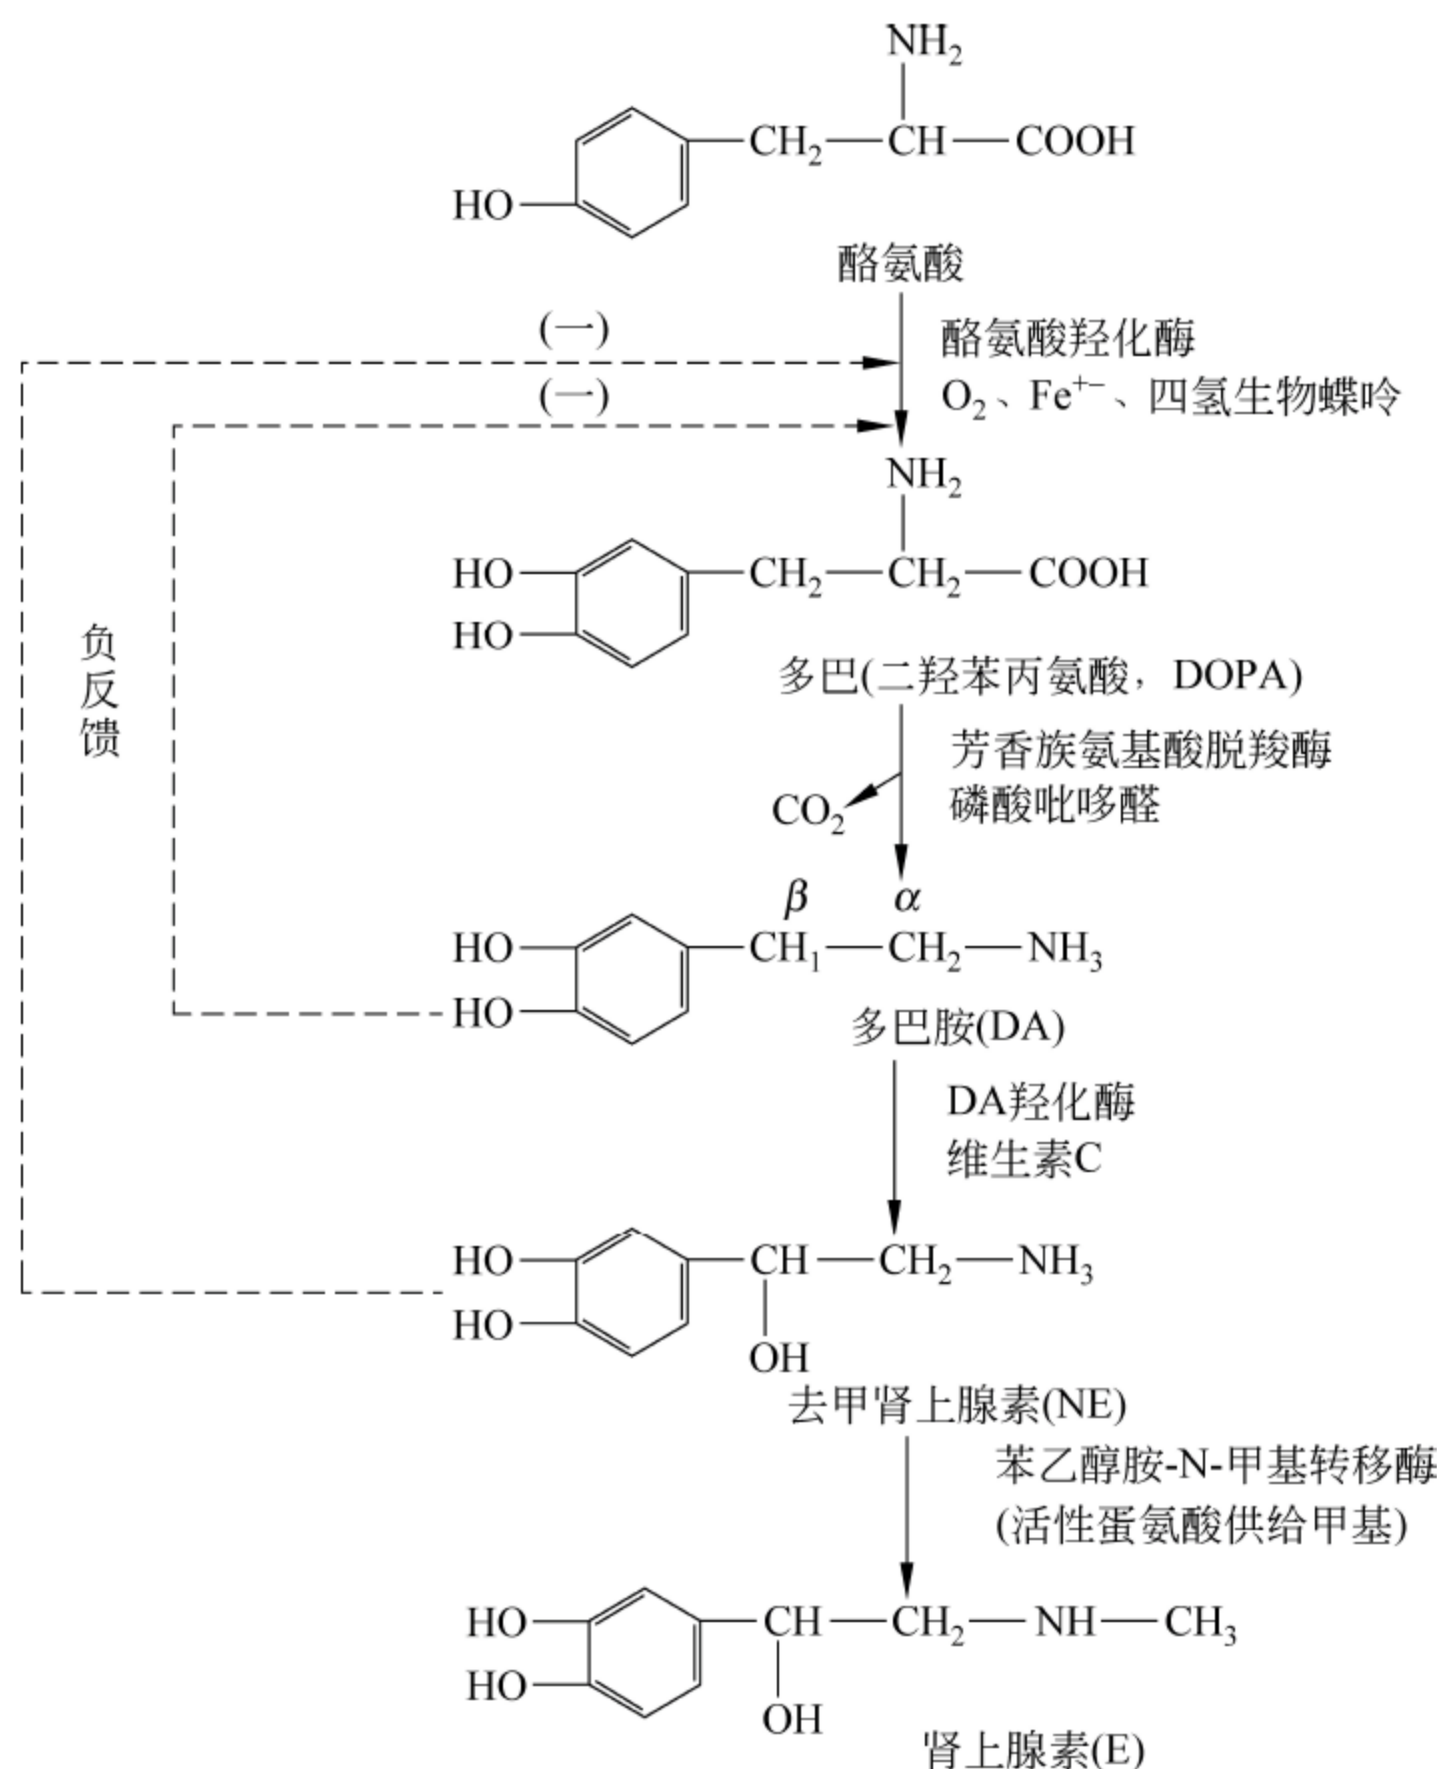 NH₂
CH₂—CH—COOH
HO
酪氨酸
(一)
酪氨酸羟化酶
(一)
O₂、Fe⁺⁻、四氢生物蝶呤
NH₂
HO CH₂—CH₂—COOH
HO
负反馈
多巴(二羟苯丙氨酸，DOPA)
芳香族氨基酸脱羧酶
CO₂ 磷酸吡哆醛
β α
HO CH₁—CH₂—NH₃
HO
多巴胺(DA)
DA羟化酶
维生素C
HO CH—CH₂—NH₃
HO
OH
去甲肾上腺素(NE)
苯乙醇胺-N-甲基转移酶
(活性蛋氨酸供给甲基)
HO CH—CH₂—NH—CH₃
HO
OH
肾上腺素(E)